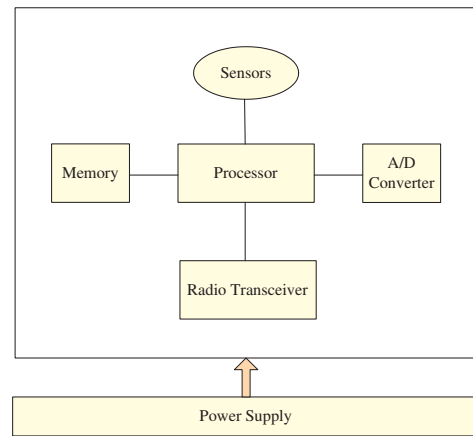 Sensors
Memory
Processor
A/D
Converter
Radio Transceiver
Power Supply